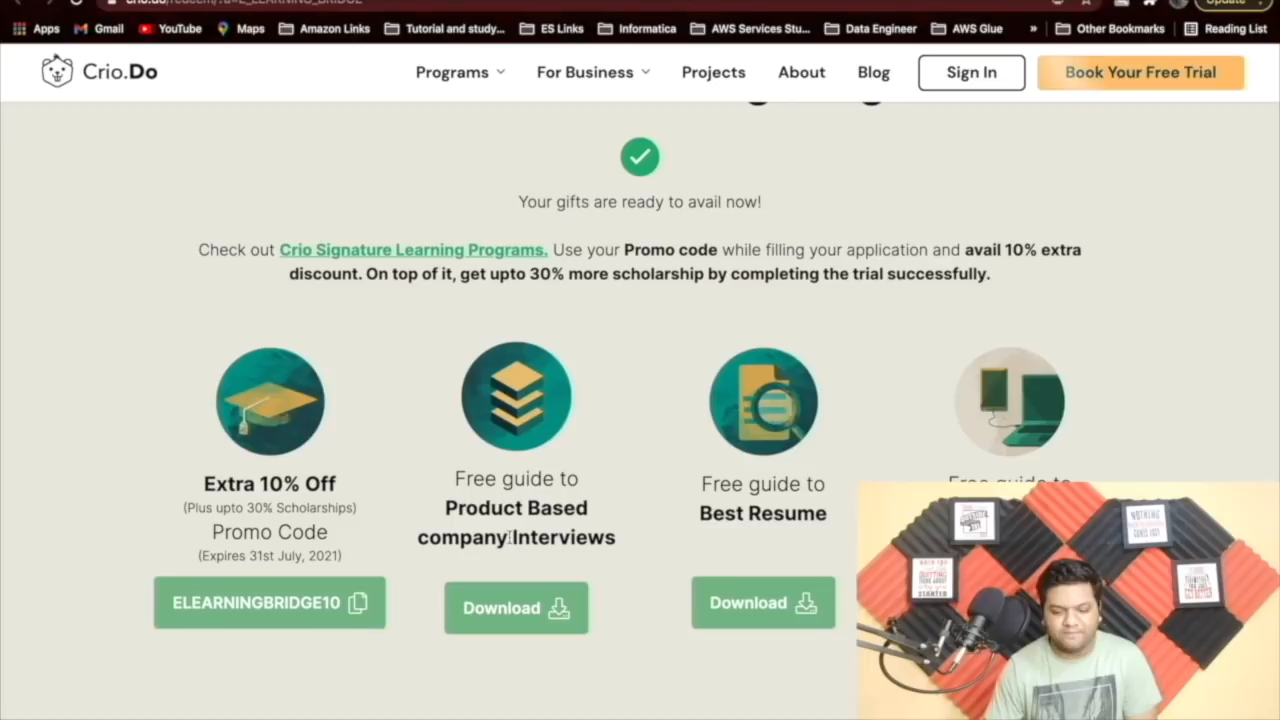 Update
Apps Gmail YouTube Maps Amazon Links Tutorial and study... ES Links Informatica AWS Services Stu... Data Engineer AWS Glue » Other Bookmarks Reading List
Crio.Do Programs For Business Projects About Blog Sign In Book Your Free Trial
Your gifts are ready to avail now!
Check out Crio Signature Learning Programs. Use your Promo code while filling your application and avail 10% extra
discount. On top of it, get upto 30% more scholarship by completing the trial successfully.
Extra 10% Off
(Plus upto 30% Scholarships)
Promo Code
(Expires 31st July, 2021)
ELEARNINGBRIDGE10
Free guide to
Product Based
company Interviews
Download
Free guide to
Best Resume
Download
Free guide to